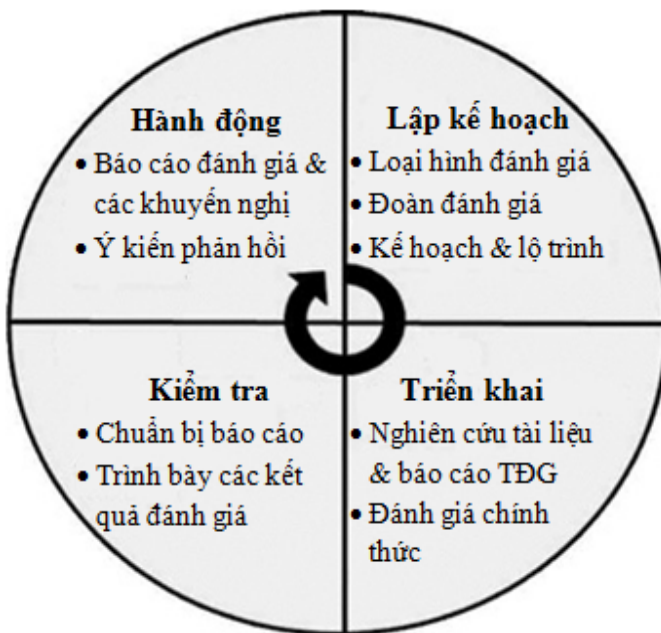 Hành động
• Báo cáo đánh giá &
các khuyến nghị
• Ý kiến phản hồi
Lập kế hoạch
• Loại hình đánh giá
• Đoàn đánh giá
• Kế hoạch & lộ trình
Kiểm tra
• Chuẩn bị báo cáo
• Trình bày các kết
quả đánh giá
Triển khai
• Nghiên cứu tài liệu
& báo cáo TĐG
• Đánh giá chính
thức